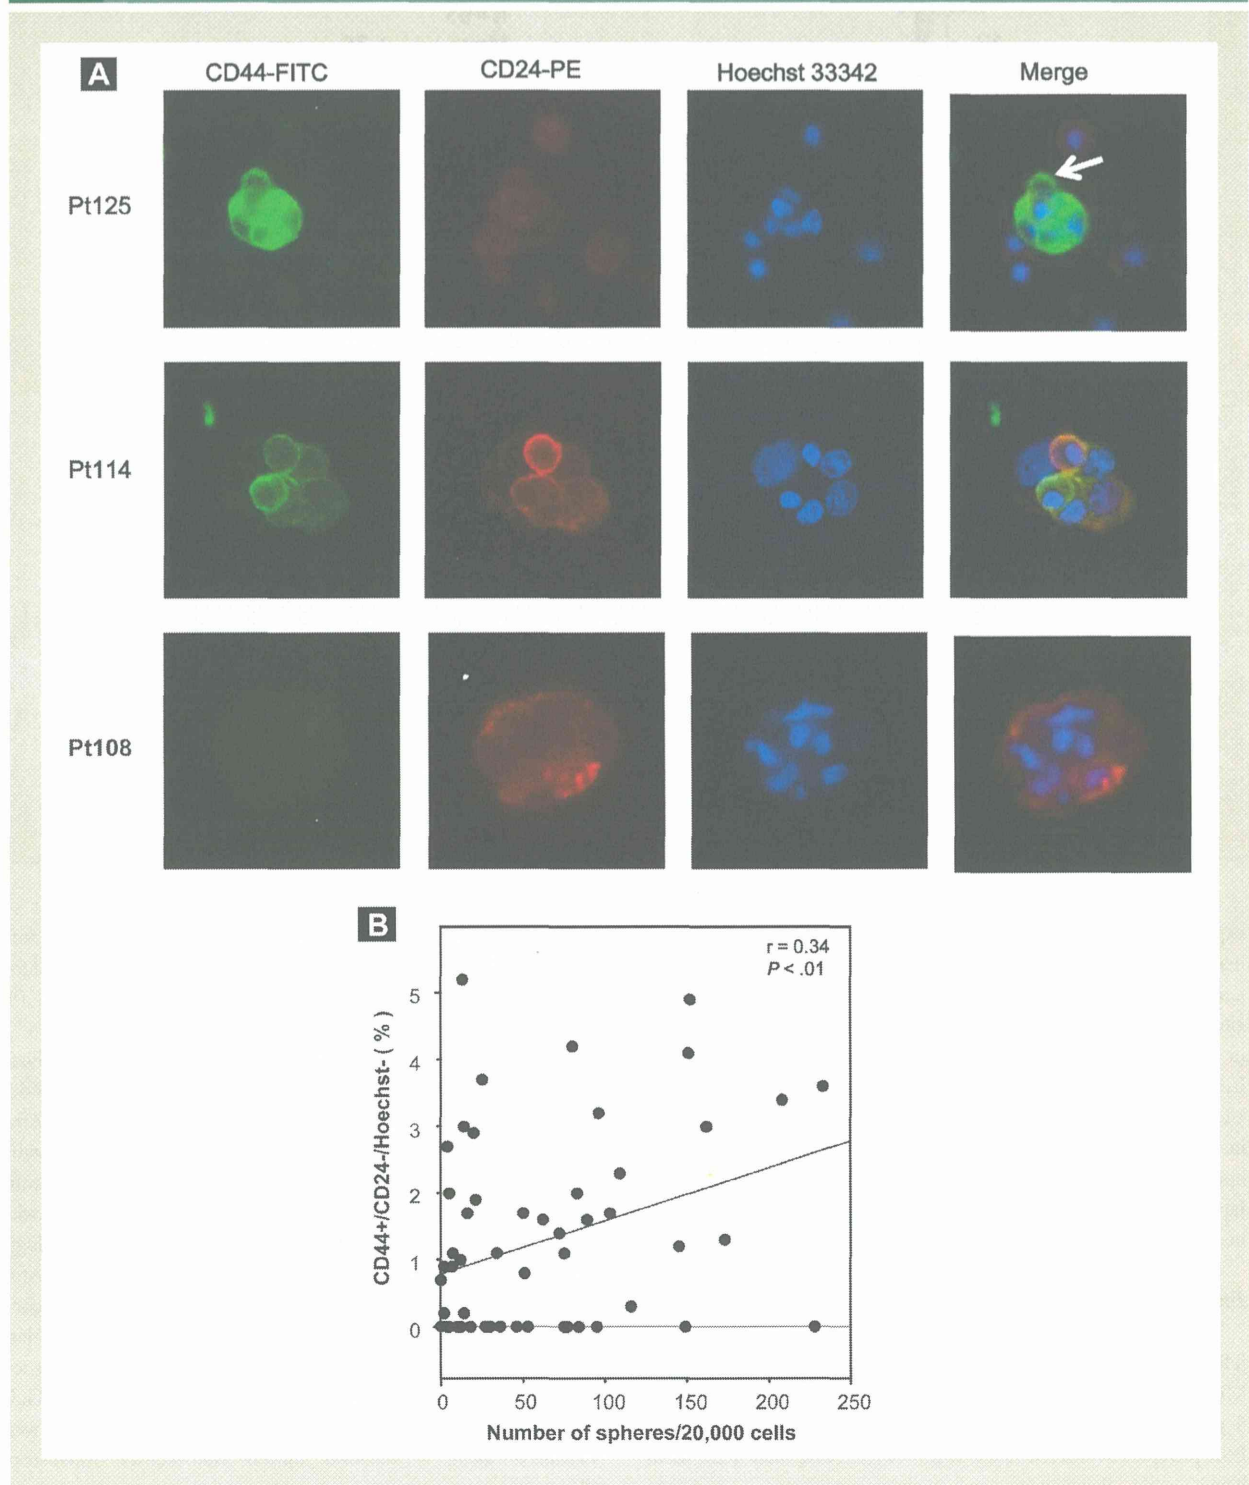 A
CD44-FITC CD24-PE Hoechst 33342 Merge
Pt125
Pt114
Pt108
B
r = 0.34
P < .01
CD44+/CD24-/Hoechst- ( % )
5
4
3
2
1
0
0 50 100 150 200 250
Number of spheres/20,000 cells